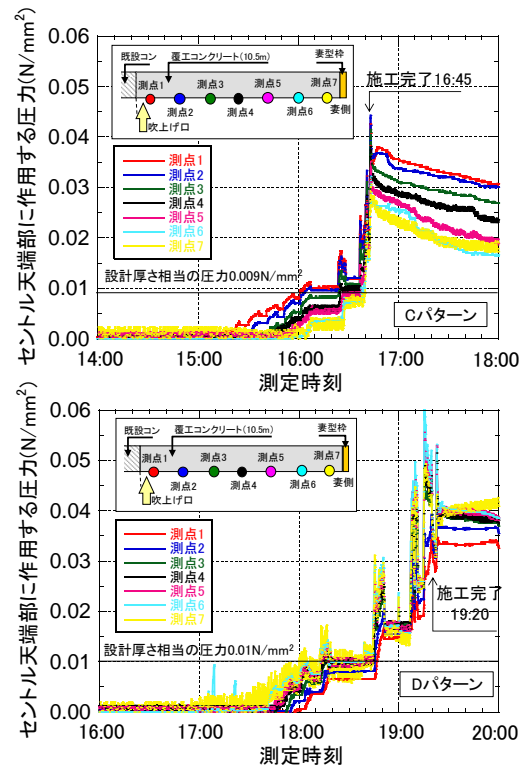 セントル天端部に作用する圧力(N/mm²)
0.06
0.05
0.04
0.03
0.02
0.01
0.00
既設コン
覆工コンクリート(10.5m)
妻型枠
測点1
測点3
測点5
測点7
測点2
測点4
測点6
妻側
吹上げ口
施工完了16:45
測点1
測点2
測点3
測点4
測点5
測点6
測点7
設計厚さ相当の圧力0.009N/mm²
Cパターン
14:00 15:00 16:00 17:00 18:00
測定時刻
セントル天端部に作用する圧力(N/mm²)
0.06
0.05
0.04
0.03
0.02
0.01
0.00
既設コン
覆工コンクリート(10.5m)
妻型枠
測点1
測点3
測点5
測点7
測点2
測点4
測点6
妻側
吹上げ口
測点1
測点2
測点3
測点4
測点5
測点6
測点7
施工完了
19:20
設計厚さ相当の圧力0.01N/mm²
Dパターン
16:00 17:00 18:00 19:00 20:00
測定時刻